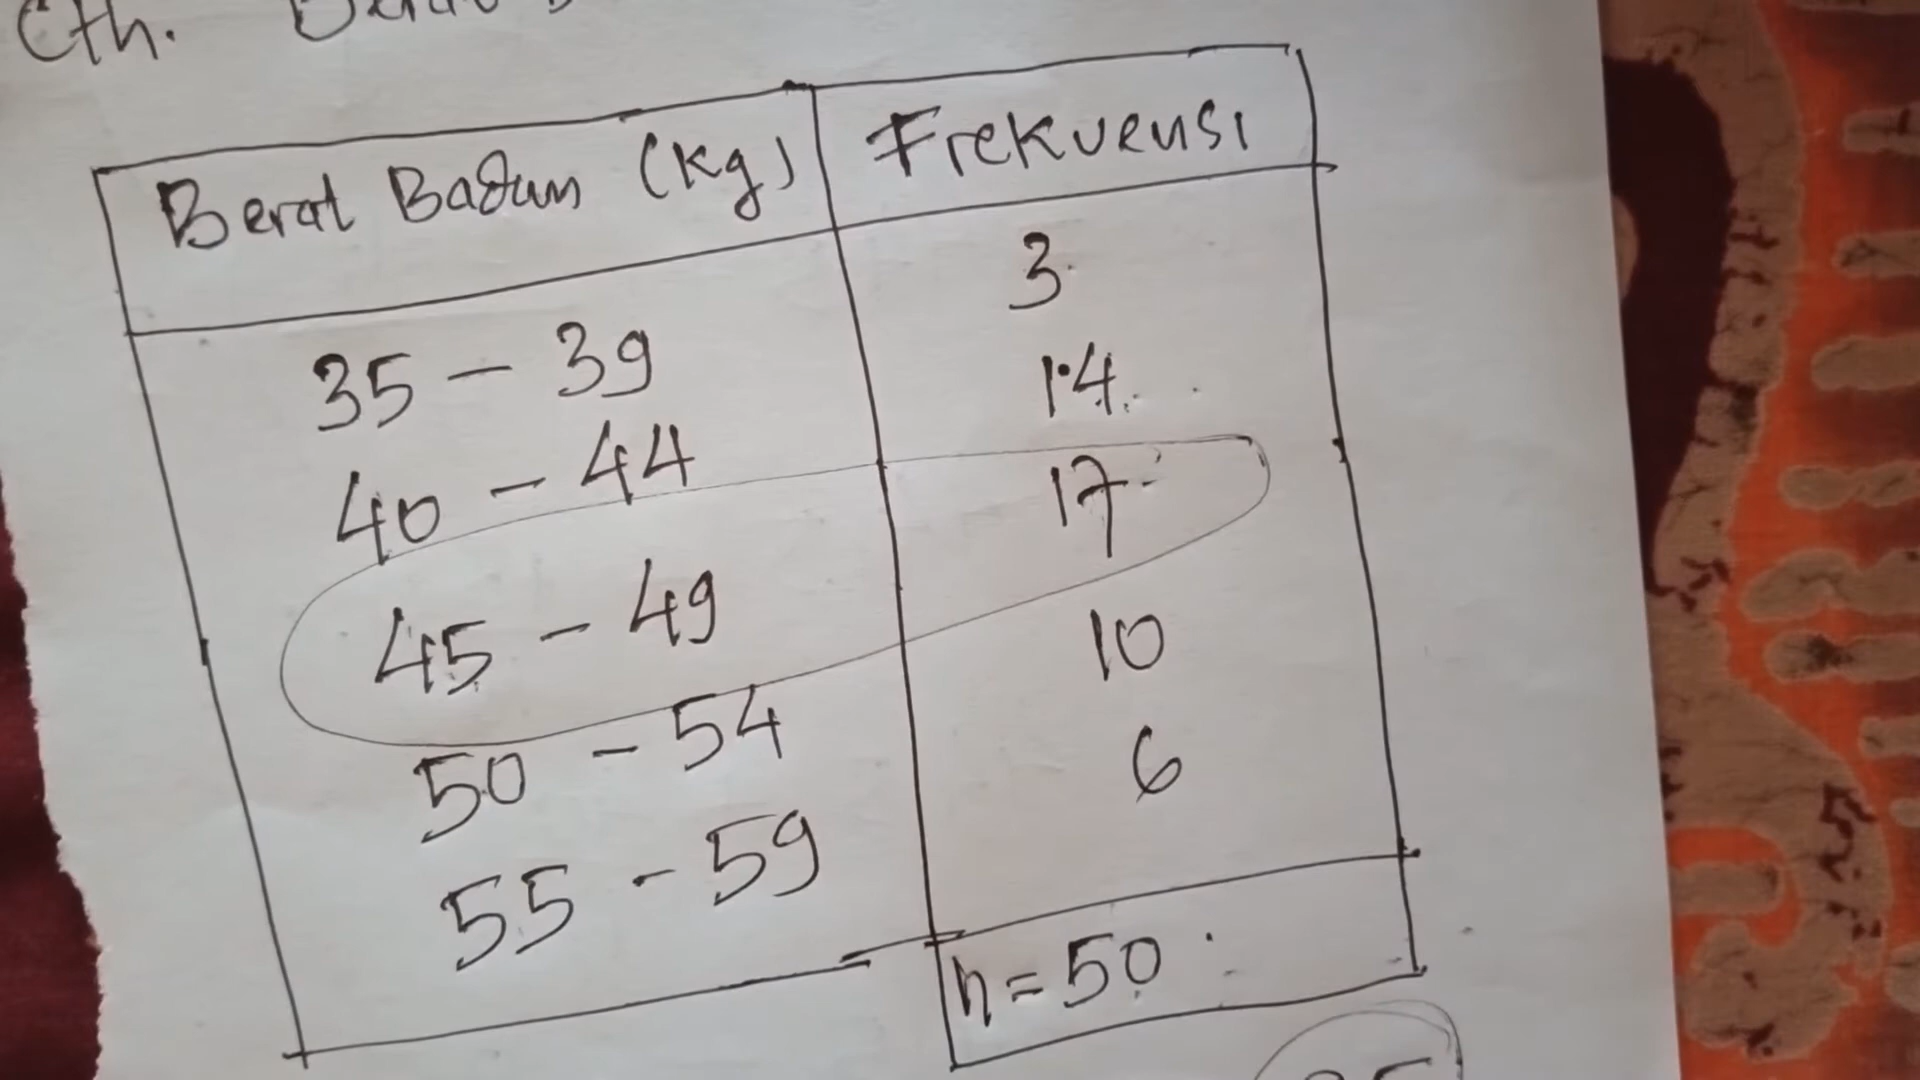 Cth.
Berat Badan (Kg) Frekuensi
35 - 39 3
40 - 44 14
45 - 49 17
50 - 54 10
55 - 59 6
n = 50